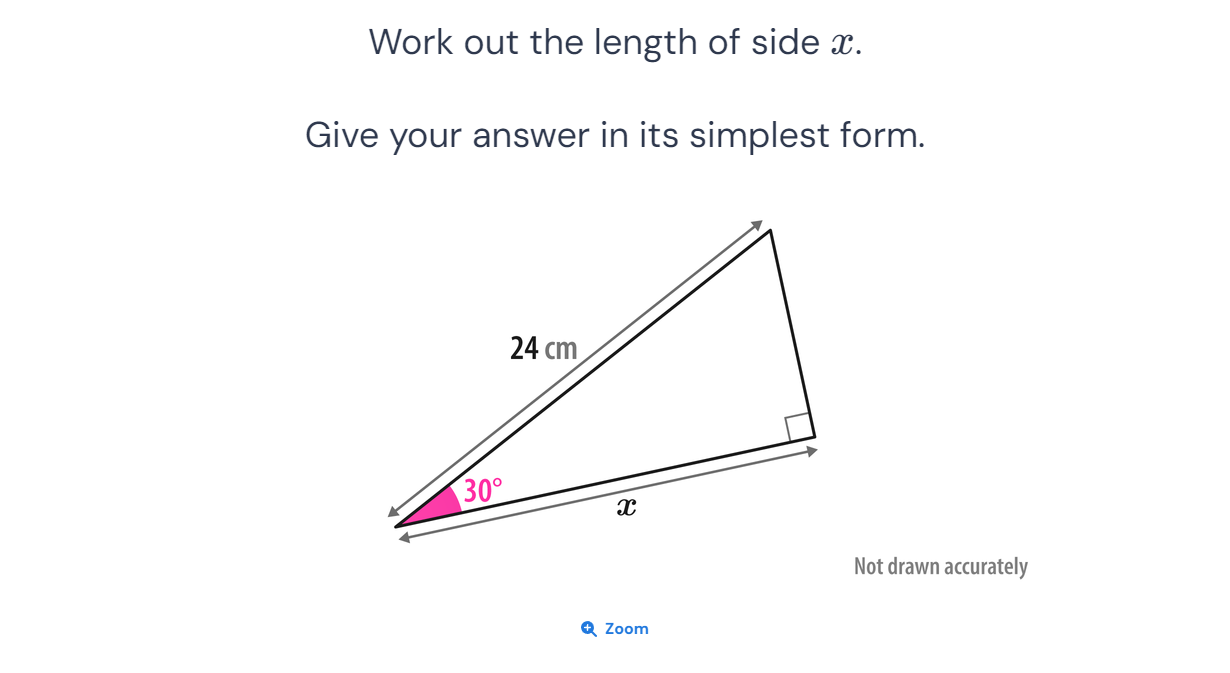 Work out the length of side x.
Give your answer in its simplest form.
24 cm
30°
x
Not drawn accurately
Zoom